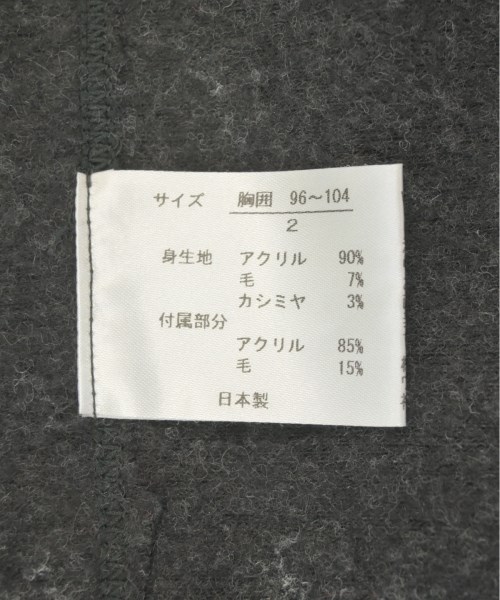 サイズ 胸囲 96～104
2
身生地 アクリル 90%
毛 7%
カシミヤ 3%
付属部分
アクリル 85%
毛 15%
日本製